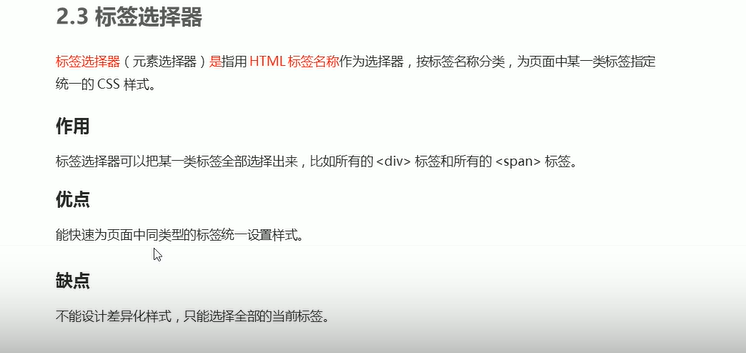 2.3 标签选择器
标签选择器（元素选择器）是指用 HTML 标签名称作为选择器，按标签名称分类，为页面中某一类标签指定
统一的 CSS 样式。
作用
标签选择器可以把某一类标签全部选择出来，比如所有的 <div> 标签和所有的 <span> 标签。
优点
能快速为页面中同类型的标签统一设置样式。
缺点
不能设计差异化样式，只能选择全部的当前标签。